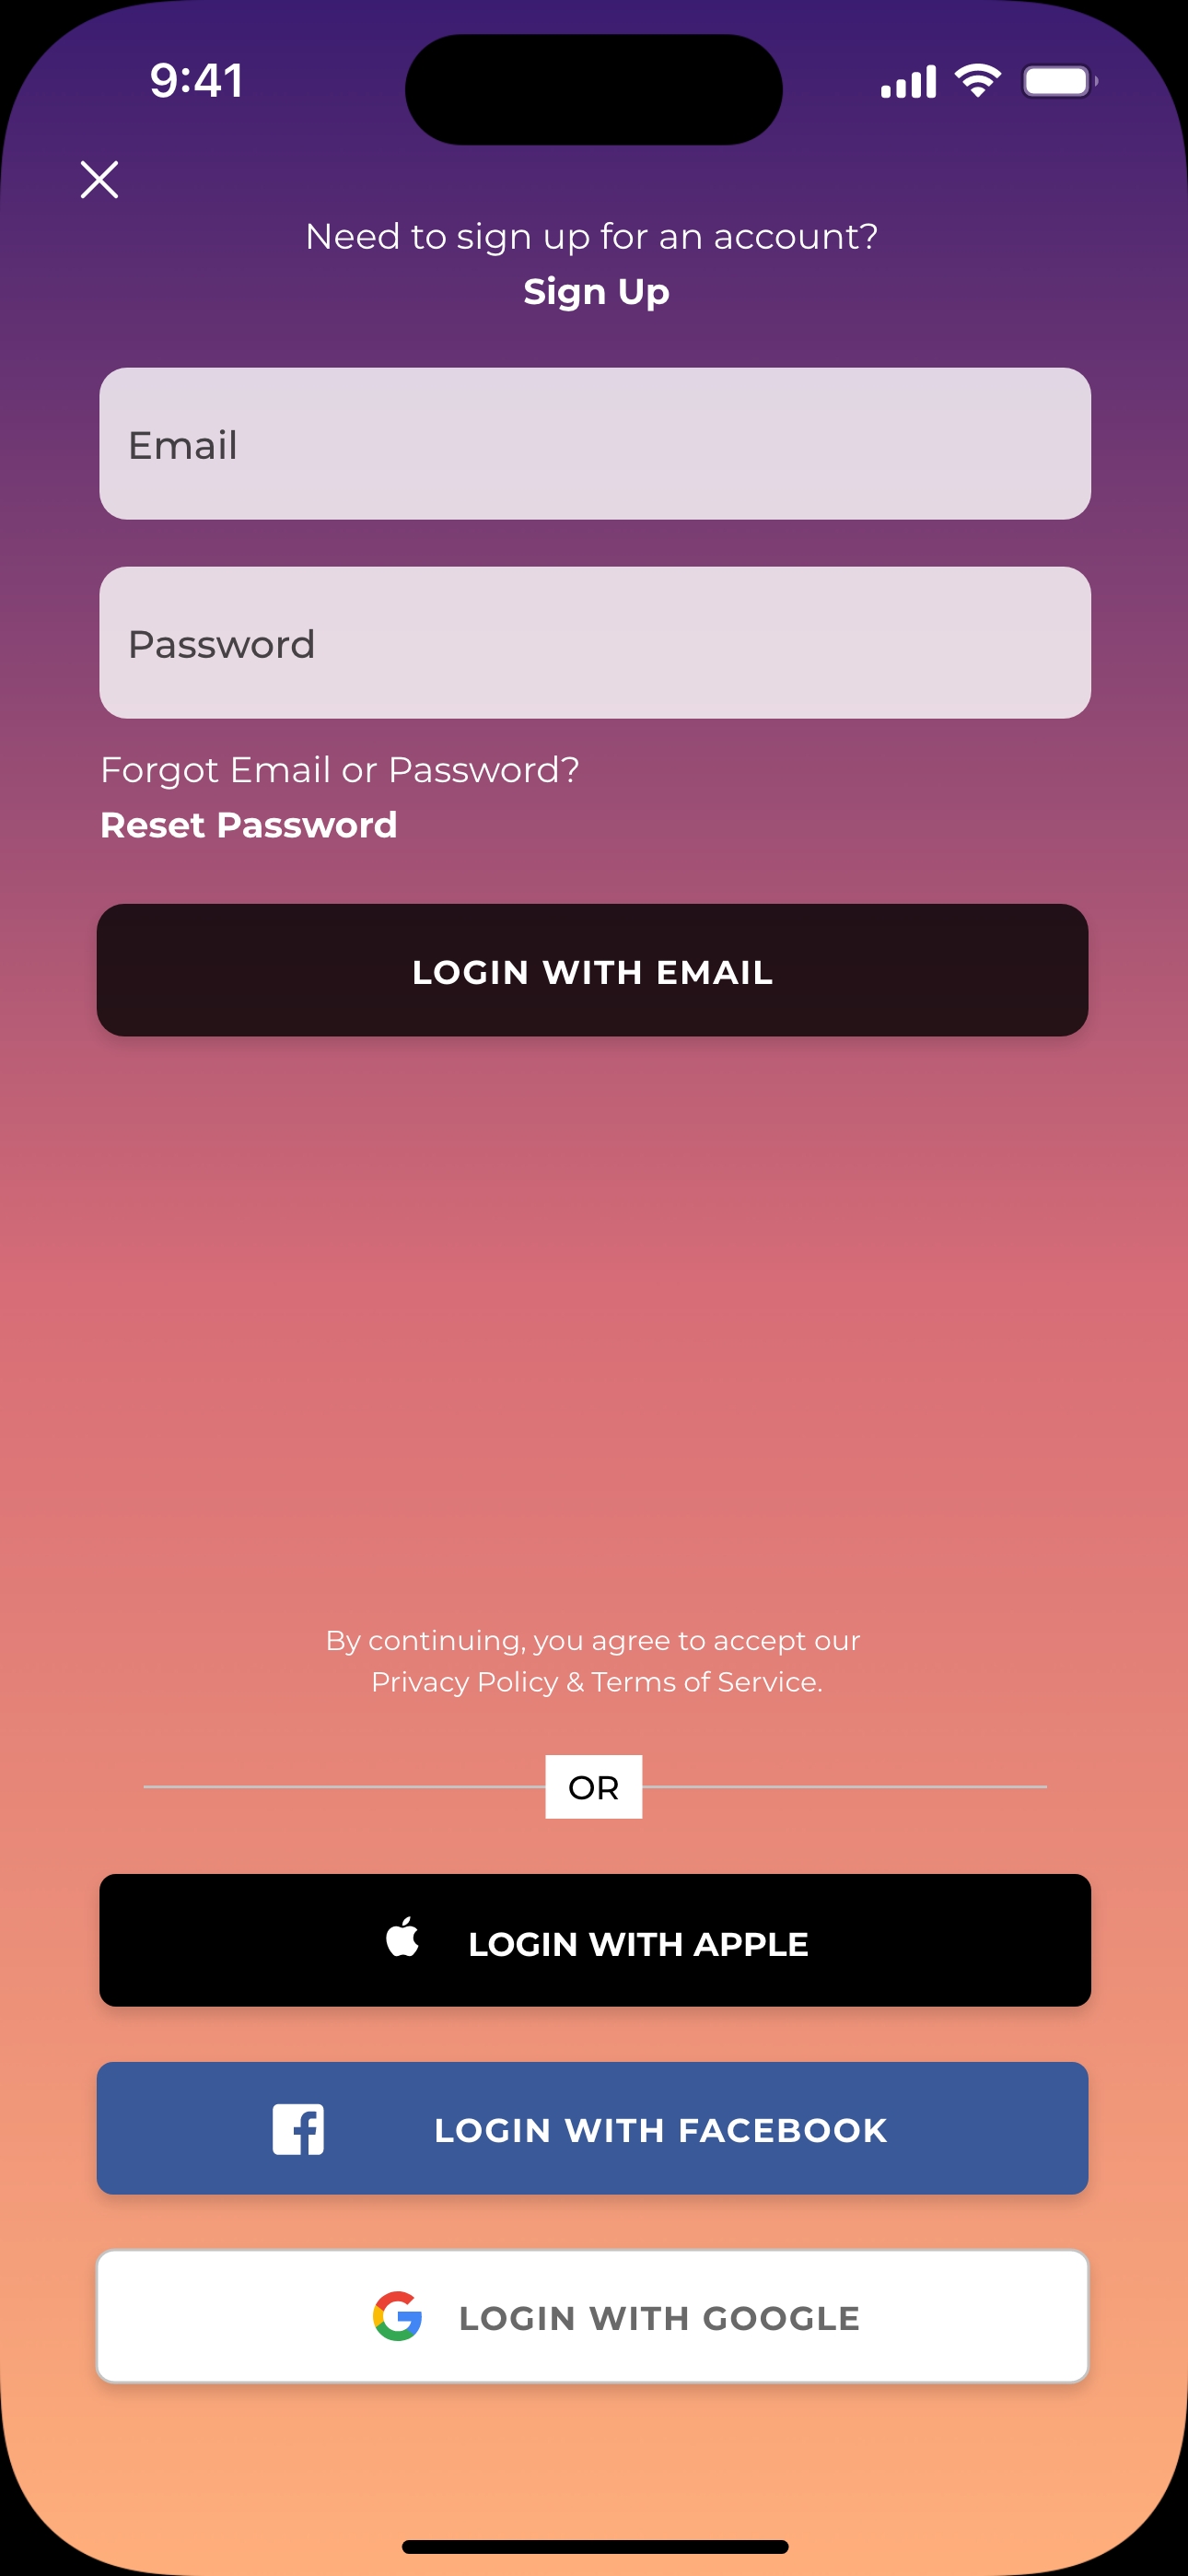 9:41
Need to sign up for an account?
Sign Up
Email
Password
Forgot Email or Password?
Reset Password
LOGIN WITH EMAIL
By continuing, you agree to accept our
Privacy Policy & Terms of Service.
OR
LOGIN WITH APPLE
LOGIN WITH FACEBOOK
LOGIN WITH GOOGLE